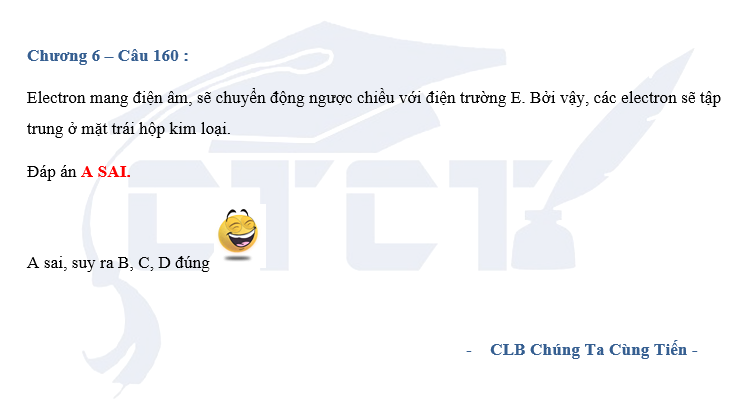 Chương 6 – Câu 160 :
Electron mang điện âm, sẽ chuyển động ngược chiều với điện trường E. Bởi vậy, các electron sẽ tập
trung ở mặt trái hộp kim loại.
Đáp án A SAI.
CTCT
A sai, suy ra B, C, D đúng
- CLB Chúng Ta Cùng Tiến -